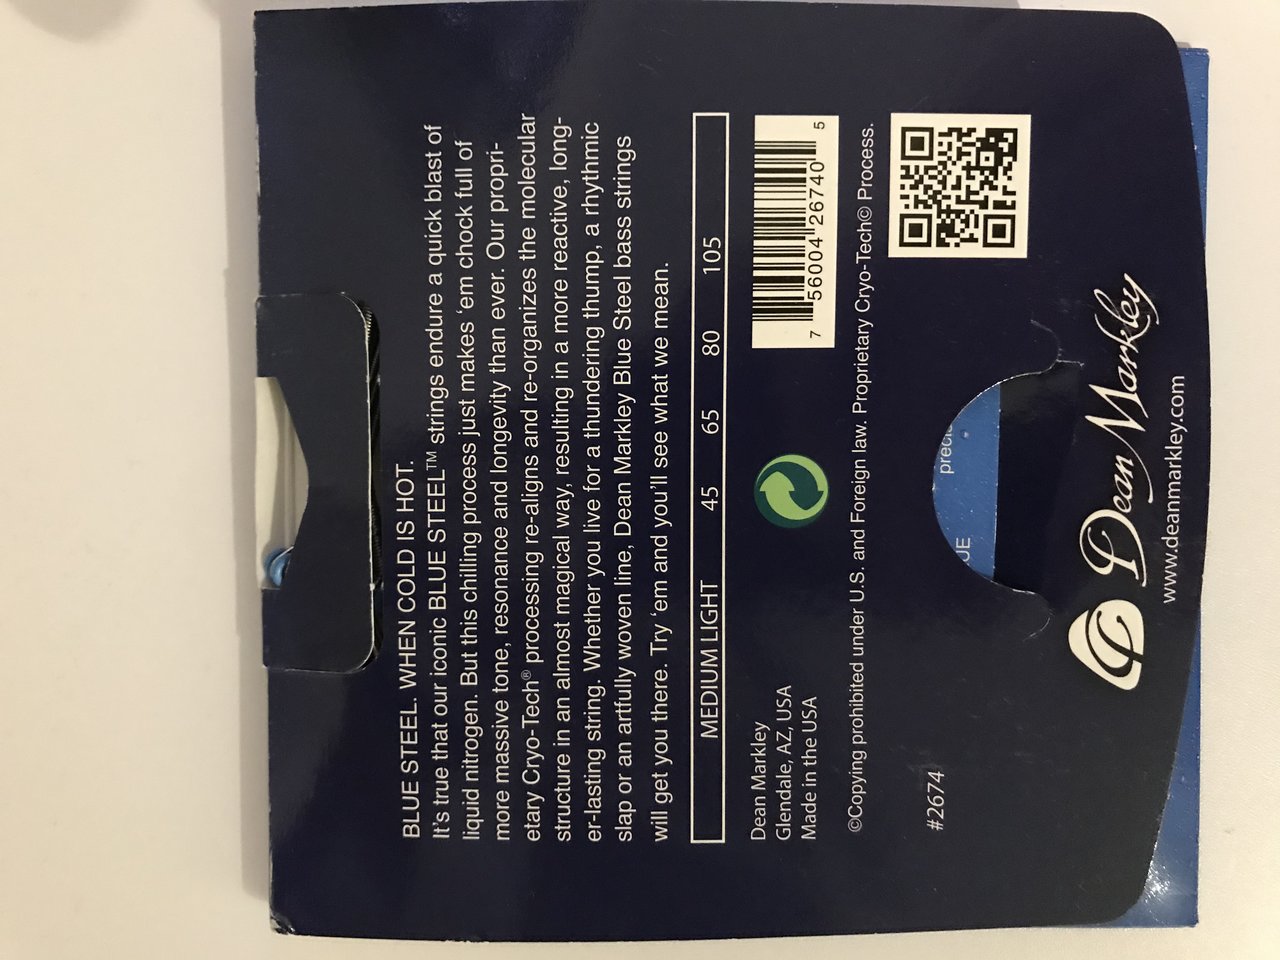 BLUE STEEL. WHEN COLD IS HOT.
It's true that our iconic BLUE STEEL™ strings endure a quick blast of
liquid nitrogen. But this chilling process just makes ‘em chock full of
more massive tone, resonance and longevity than ever. Our propri-
etary Cryo-Tech® processing re-aligns and re-organizes the molecular
structure in an almost magical way, resulting in a more reactive, long-
er-lasting string. Whether you live for a thundering thump, a rhythmic
slap or an artfully woven line, Dean Markley Blue Steel bass strings
will get you there. Try ‘em and you'll see what we mean.
MEDIUM LIGHT 45 65 80 105
Dean Markley
Glendale, AZ, USA
Made in the USA
7 56004 26740 5
©Copying prohibited under U.S. and Foreign law. Proprietary Cryo-Tech© Process.
#2674
UE preci
Dean Markley
www.deanmarkley.com